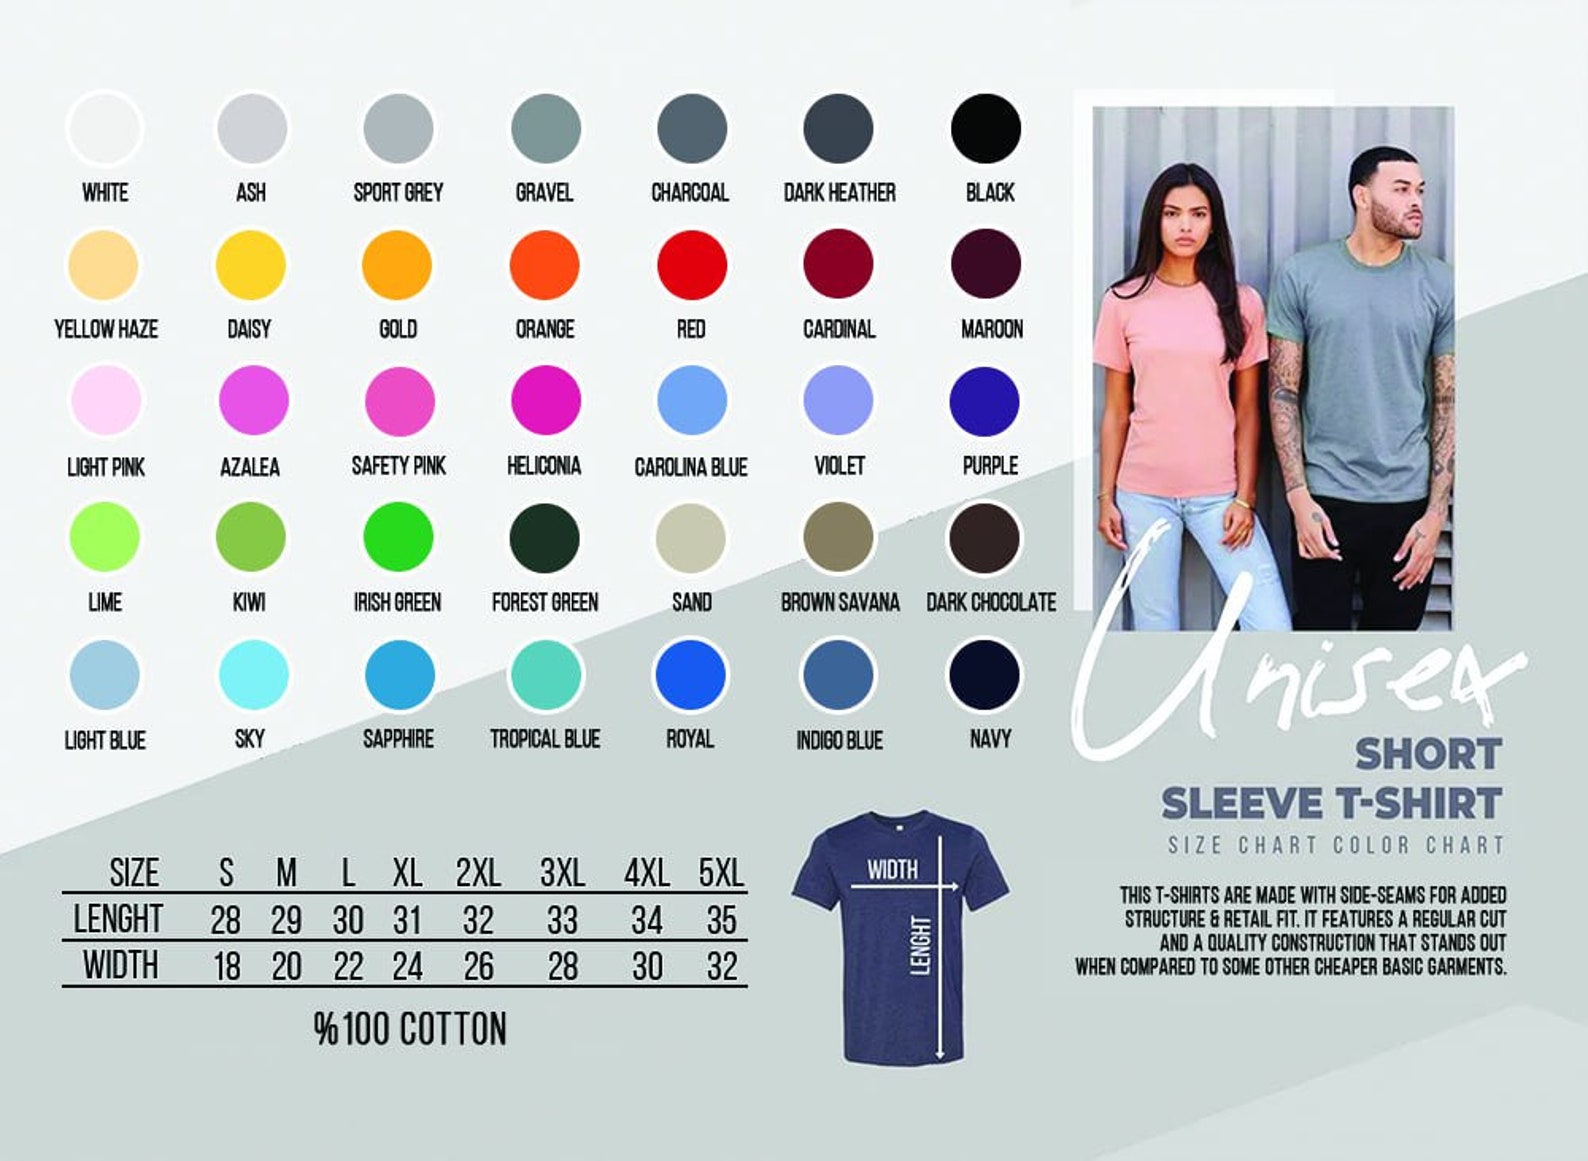 WHITE ASH SPORT GREY GRAVEL CHARCOAL DARK HEATHER BLACK
YELLOW HAZE DAISY GOLD ORANGE RED CARDINAL MAROON
LIGHT PINK AZALEA SAFETY PINK HELICONIA CAROLINA BLUE VIOLET PURPLE
LIME KIWI IRISH GREEN FOREST GREEN SAND BROWN SAVANA DARK CHOCOLATE
LIGHT BLUE SKY SAPPHIRE TROPICAL BLUE ROYAL INDIGO BLUE NAVY
Unisex
SHORT
SLEEVE T-SHIRT
SIZE CHART COLOR CHART
THIS T-SHIRTS ARE MADE WITH SIDE-SEAMS FOR ADDED
STRUCTURE & RETAIL FIT. IT FEATURES A REGULAR CUT
AND A QUALITY CONSTRUCTION THAT STANDS OUT
WHEN COMPARED TO SOME OTHER CHEAPER BASIC GARMENTS.
SIZE S M L XL 2XL 3XL 4XL 5XL
LENGHT 28 29 30 31 32 33 34 35
WIDTH 18 20 22 24 26 28 30 32
%100 COTTON
WIDTH
LENGHT